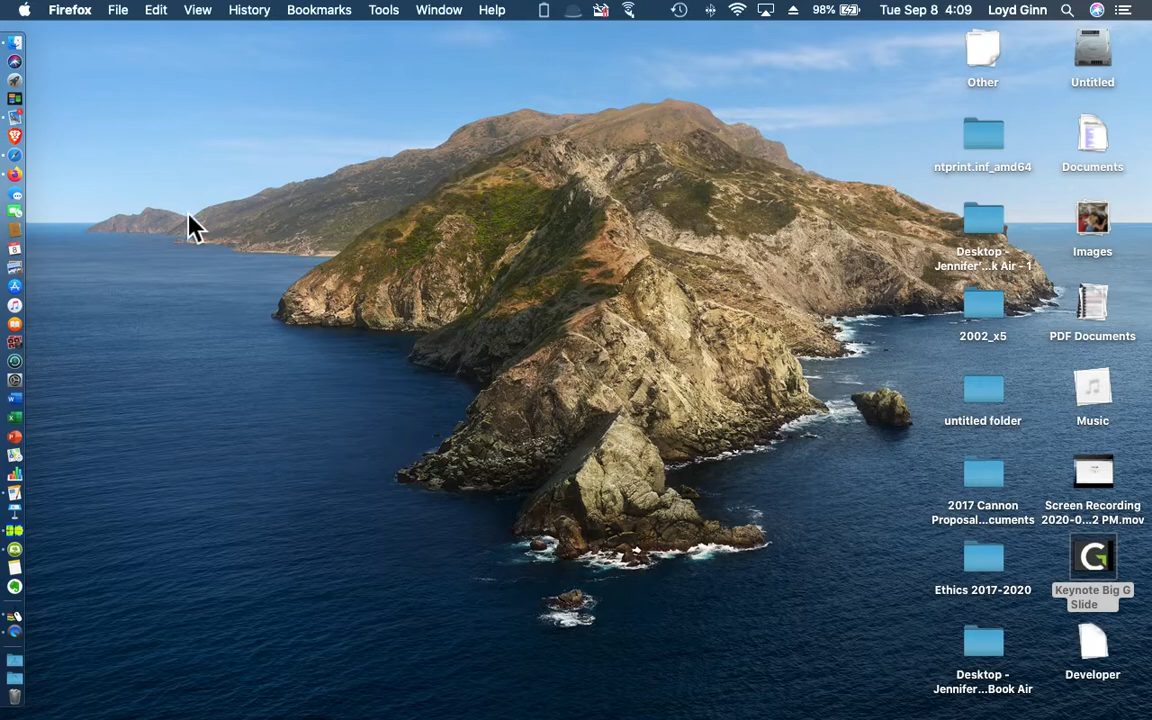 Firefox File Edit View History Bookmarks Tools Window Help 98% Tue Sep 8 4:09 Loyd Ginn
Other
Untitled
ntprint.inf_amd64
Documents
Desktop -
Jennifer'...k Air - 1
Images
2002_x5
PDF Documents
untitled folder
Music
2017 Cannon
Proposal...cuments
Screen Recording
2020-0...2 PM.mov
Ethics 2017-2020
Keynote Big G
Slide
Desktop -
Jennifer...Book Air
Developer